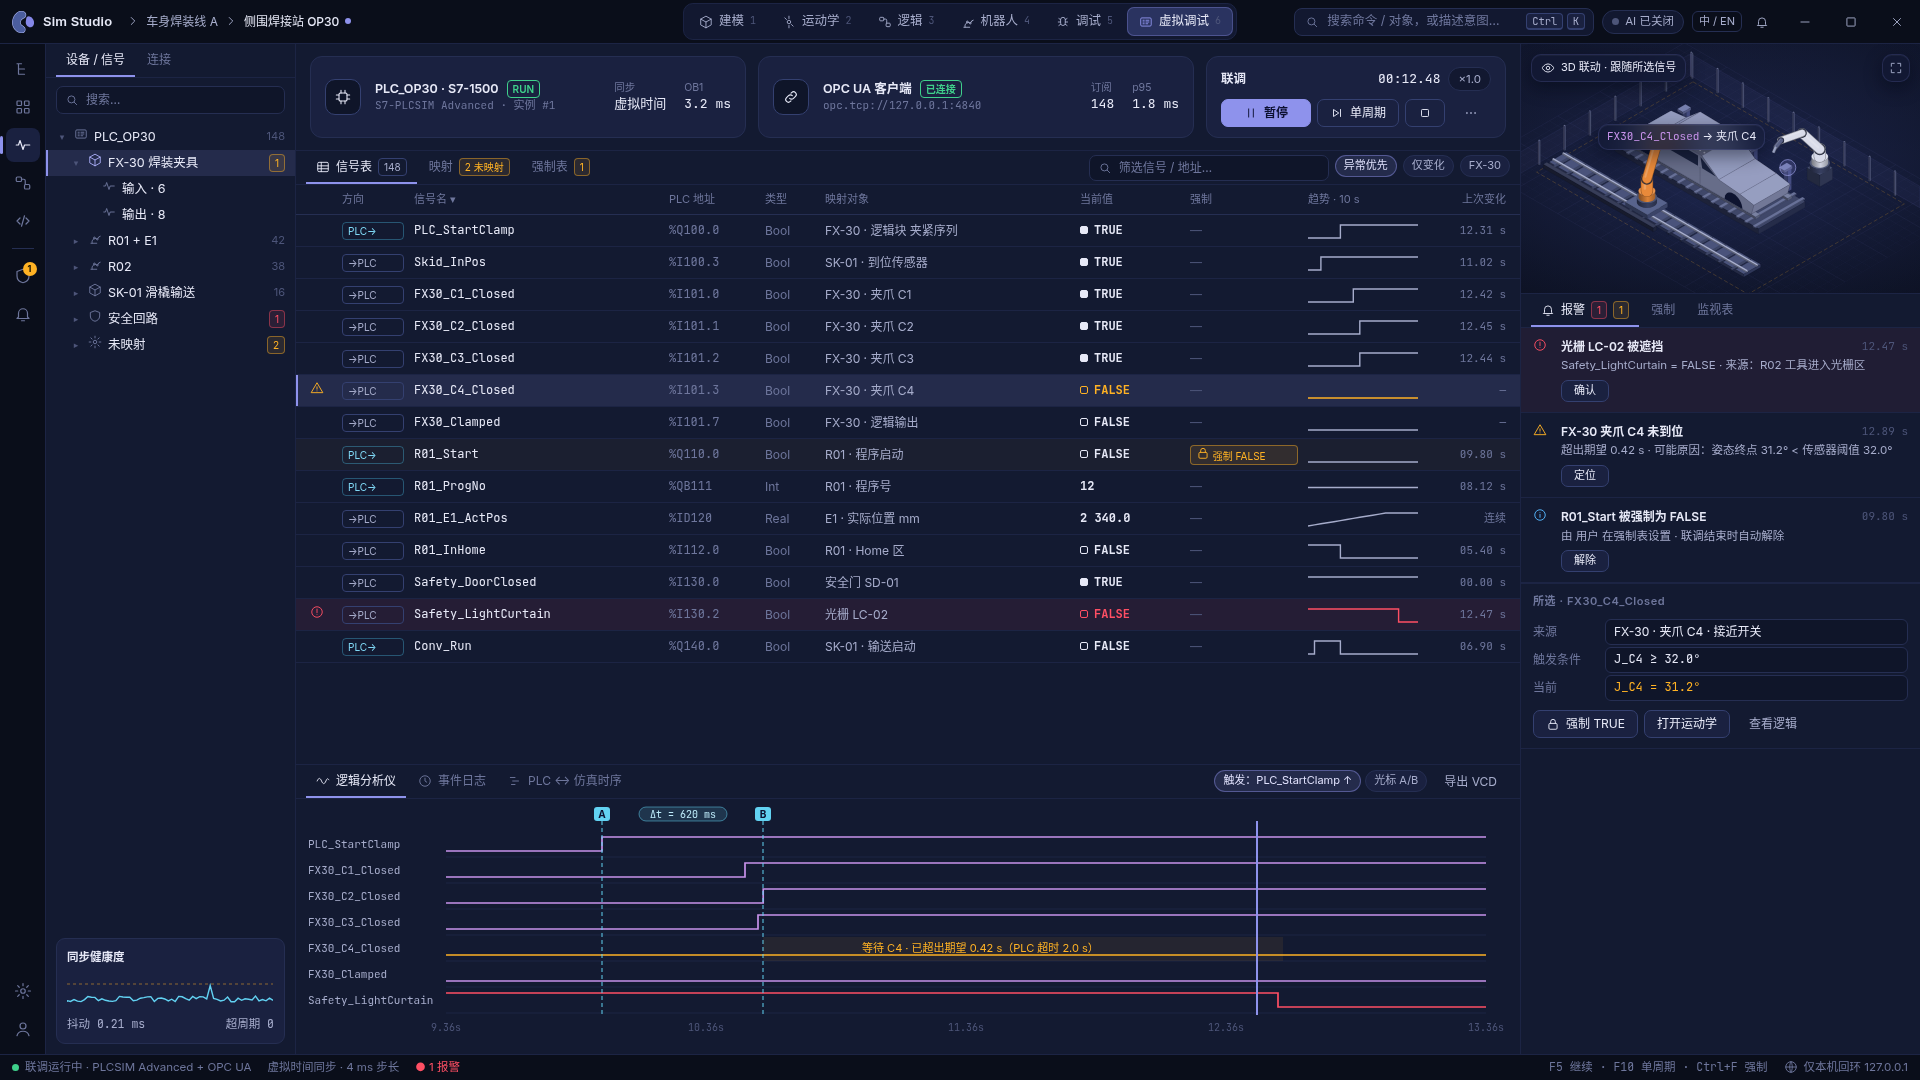 Sim Studio 车身焊装线 A 侧围焊接站 OP30
建模 1 运动学 2 逻辑 3 机器人 4 调试 5 虚拟调试 6
搜索命令 / 对象，或描述意图... Ctrl K
AI 已关闭 中 / EN
设备 / 信号 连接
搜索...
PLC_OP30 148
FX-30 焊装夹具 1
输入 · 6
输出 · 8
R01 + E1 42
R02 38
SK-01 滑橇输送 16
安全回路 1
未映射 2
同步健康度
抖动 0.21 ms 超周期 0
PLC_OP30 · S7-1500 RUN
S7-PLCSIM Advanced · 实例 #1
同步 OB1
虚拟时间 3.2 ms
OPC UA 客户端 已连接
opc.tcp://127.0.0.1:4840
订阅 p95
148 1.8 ms
联调 00:12.48 ×1.0
暂停 单周期 ···
信号表 148 映射 2 未映射 强制表 1
筛选信号 / 地址... 异常优先 仅变化 FX-30
方向 信号名 ▾ PLC 地址 类型 映射对象 当前值 强制 趋势 · 10 s 上次变化
PLC→ PLC_StartClamp %Q100.0 Bool FX-30 · 逻辑块 夹紧序列 TRUE — 12.31 s
→PLC Skid_InPos %I100.3 Bool SK-01 · 到位传感器 TRUE — 11.02 s
→PLC FX30_C1_Closed %I101.0 Bool FX-30 · 夹爪 C1 TRUE — 12.42 s
→PLC FX30_C2_Closed %I101.1 Bool FX-30 · 夹爪 C2 TRUE — 12.45 s
→PLC FX30_C3_Closed %I101.2 Bool FX-30 · 夹爪 C3 TRUE — 12.44 s
→PLC FX30_C4_Closed %I101.3 Bool FX-30 · 夹爪 C4 FALSE — —
→PLC FX30_Clamped %I101.7 Bool FX-30 · 逻辑输出 FALSE — —
PLC→ R01_Start %Q110.0 Bool R01 · 程序启动 FALSE 强制 FALSE 09.80 s
PLC→ R01_ProgNo %QB111 Int R01 · 程序号 12 — 08.12 s
→PLC R01_E1_ActPos %ID120 Real E1 · 实际位置 mm 2 340.0 — 连续
→PLC R01_InHome %I112.0 Bool R01 · Home 区 FALSE — 05.40 s
→PLC Safety_DoorClosed %I130.0 Bool 安全门 SD-01 TRUE — 00.00 s
→PLC Safety_LightCurtain %I130.2 Bool 光栅 LC-02 FALSE — 12.47 s
PLC→ Conv_Run %Q140.0 Bool SK-01 · 输送启动 FALSE — 06.90 s
逻辑分析仪 事件日志 PLC ↔ 仿真时序
触发：PLC_StartClamp ↑ 光标 A/B 导出 VCD
A Δt = 620 ms B
PLC_StartClamp
FX30_C1_Closed
FX30_C2_Closed
FX30_C3_Closed
FX30_C4_Closed 等待 C4 · 已超出期望 0.42 s（PLC 超时 2.0 s）
FX30_Clamped
Safety_LightCurtain
9.36s 10.36s 11.36s 12.36s 13.36s
3D 联动 · 跟随所选信号
FX30_C4_Closed → 夹爪 C4
报警 1 1 强制 监视表
光栅 LC-02 被遮挡 12.47 s
Safety_LightCurtain = FALSE · 来源：R02 工具进入光栅区
确认
FX-30 夹爪 C4 未到位 12.89 s
超出期望 0.42 s · 可能原因：姿态终点 31.2° < 传感器阈值 32.0°
定位
R01_Start 被强制为 FALSE 09.80 s
由 用户 在强制表设置 · 联调结束时自动解除
解除
所选 · FX30_C4_Closed
来源 FX-30 · 夹爪 C4 · 接近开关
触发条件 J_C4 ≥ 32.0°
当前 J_C4 = 31.2°
强制 TRUE 打开运动学 查看逻辑
1
联调运行中 · PLCSIM Advanced + OPC UA 虚拟时间同步 · 4 ms 步长 1 报警
F5 继续 · F10 单周期 · Ctrl+F 强制 仅本机回环 127.0.0.1